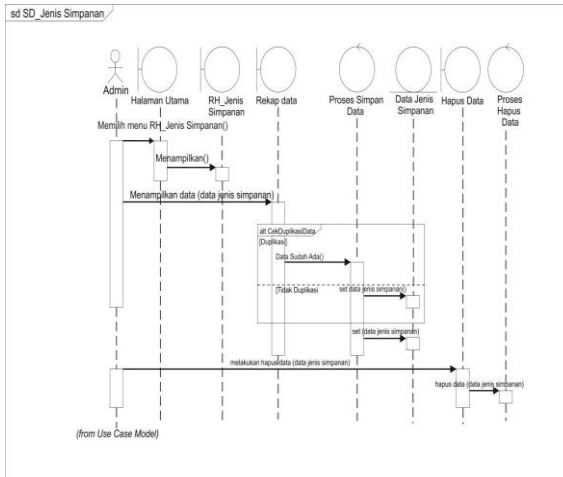 sd SD_Jenis Simpanan
Admin
Halaman Utama
RH_Jenis
Simpanan
Rekap data
Proses Simpan
Data
Data Jenis
Simpanan
Hapus Data
Proses
Hapus
Data
Memilih menu RH_Jenis Simpanan()
Menampilkan()
Menampilkan data (data jenis simpanan)
alt CekDuplikasiData
[Duplikasi]
Data Sudah Ada()
[Tidak Duplikasi
set data jenis simpanan()
set (data jenis simpanan)
melakukan hapus data (data jenis simpanan)
hapus data (data jenis simpanan)
(from Use Case Model)